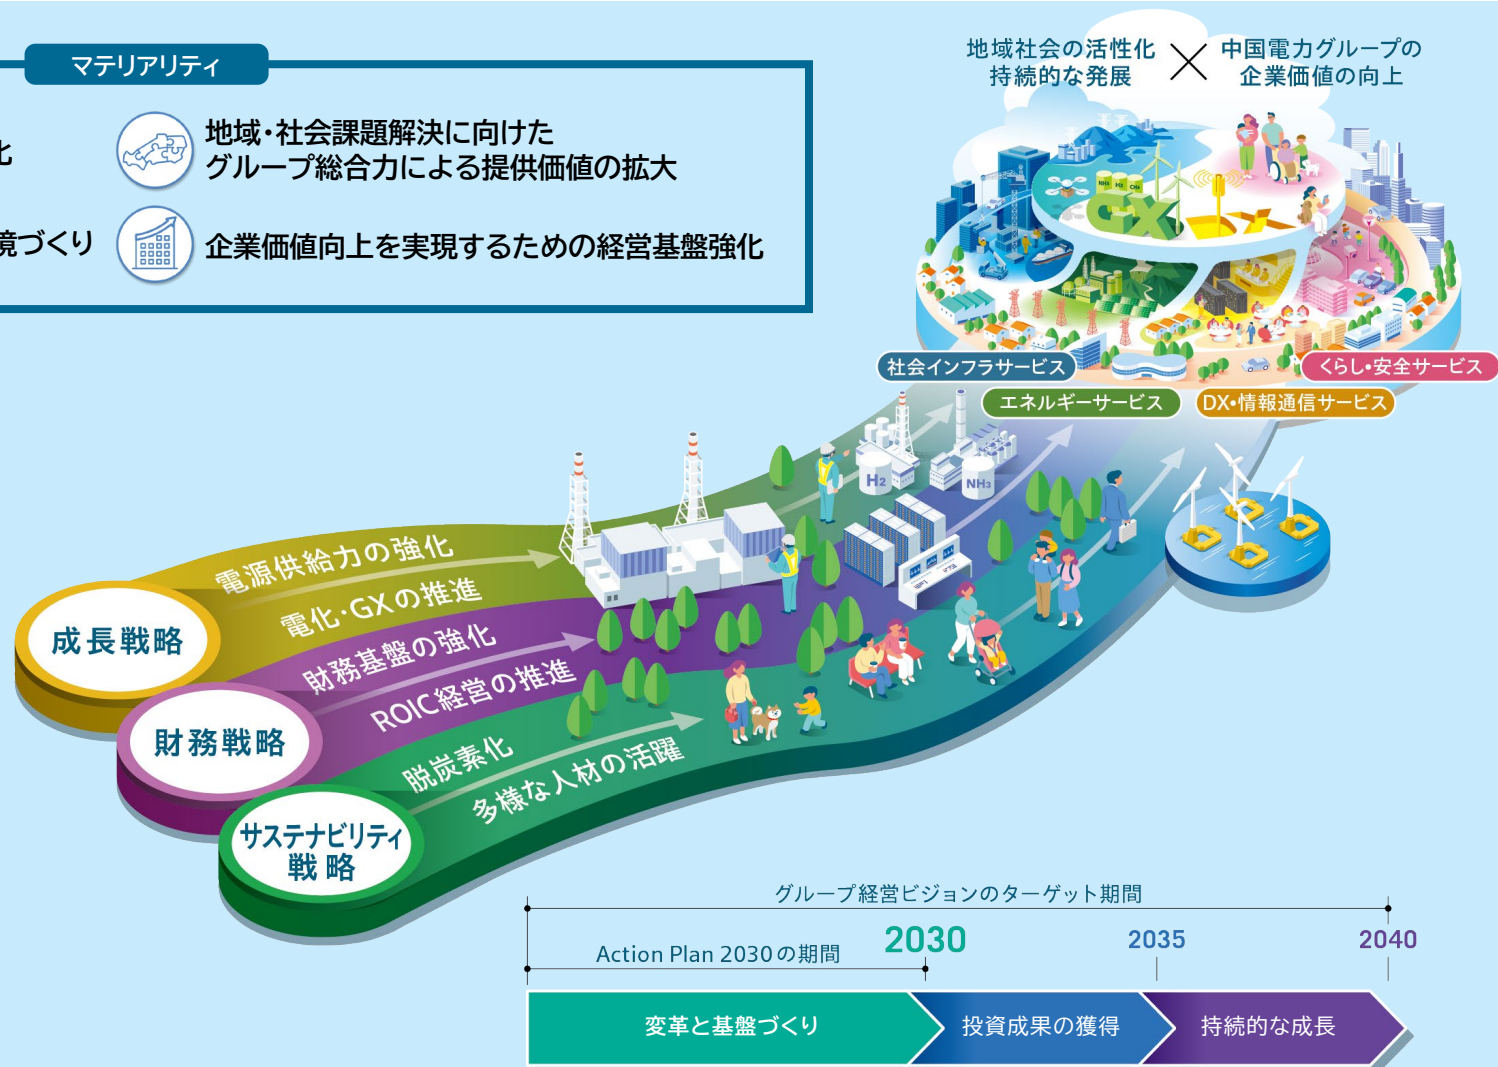 マテリアリティ
化
地域・社会課題解決に向けた
グループ総合力による提供価値の拡大
境づくり
企業価値向上を実現するための経営基盤強化
地域社会の活性化
持続的な発展
×
中国電力グループの
企業価値の向上
NH3 H2 CH4
GX
DX
社会インフラサービス
くらし・安全サービス
エネルギーサービス
DX・情報通信サービス
H2
NH3
電源供給力の強化
電化・GXの推進
成長戦略
財務基盤の強化
ROIC経営の推進
財務戦略
脱炭素化
多様な人材の活躍
サステナビリティ
戦略
グループ経営ビジョンのターゲット期間
Action Plan 2030の期間
2030
2035
2040
変革と基盤づくり
投資成果の獲得
持続的な成長